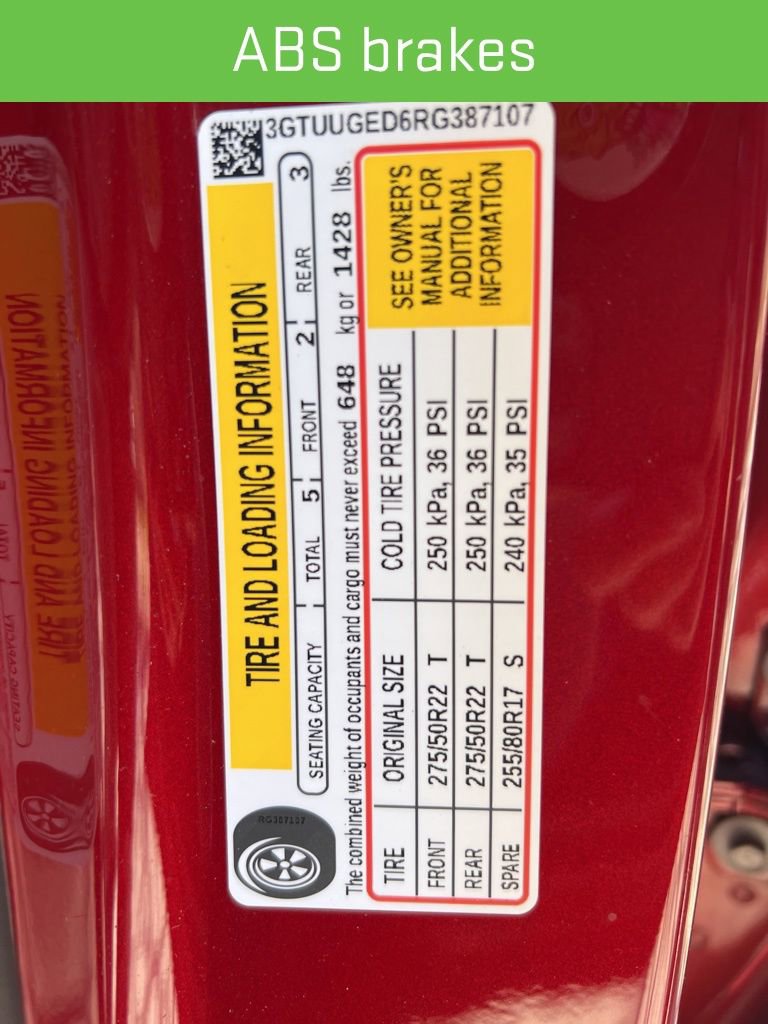 ABS brakes
3GTUUGED6RG387107
TIRE AND LOADING INFORMATION
SEATING CAPACITY TOTAL 5 FRONT 2 REAR 3
The combined weight of occupants and cargo must never exceed 648 kg or 1428 lbs.
TIRE ORIGINAL SIZE COLD TIRE PRESSURE
FRONT 275/50R22 T 250 kPa, 36 PSI
REAR 275/50R22 T 250 kPa, 36 PSI
SPARE 255/80R17 S 240 kPa, 35 PSI
SEE OWNER'S
MANUAL FOR
ADDITIONAL
INFORMATION
RG387107